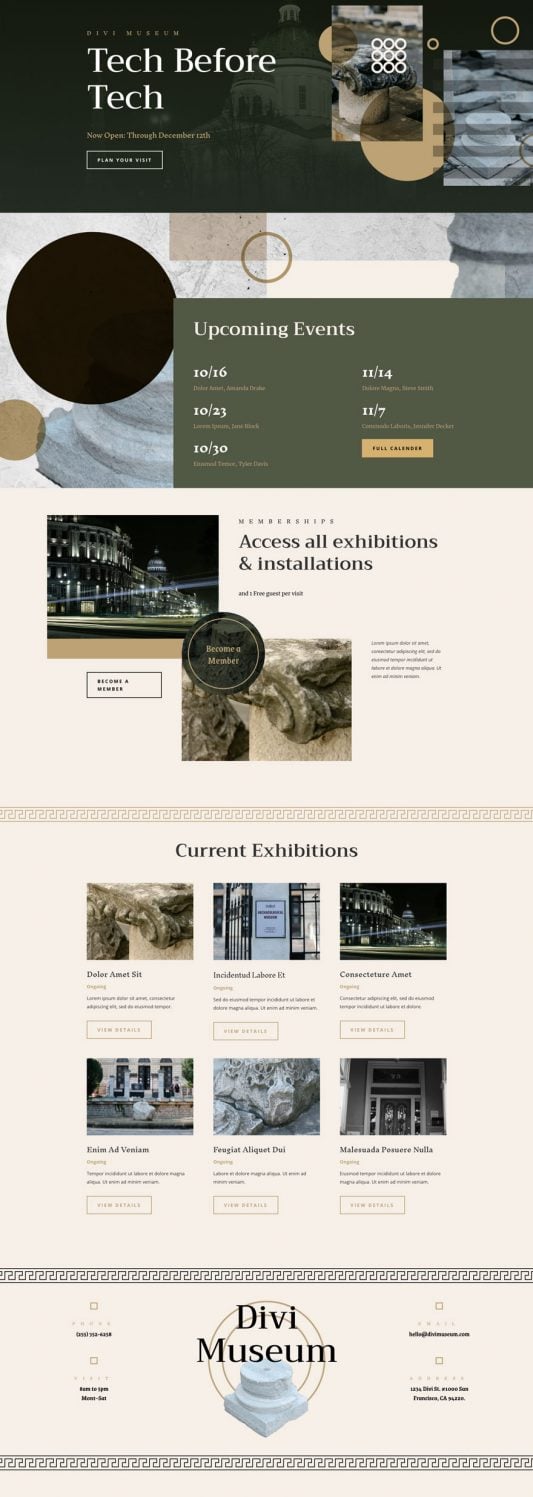 DIVI MUSEUM
Tech Before
Tech
Now Open: Through December 12th
PLAN YOUR VISIT
Upcoming Events
10/16
Dolor Amet, Amanda Drake
10/23
Lorem Ipsum, Jane Block
10/30
Eiusmod Temor, Tyler Davis
11/14
Dolore Magna, Steve Smith
11/7
Commodo Laboris, Jennifer Decker
FULL CALENDER
MEMBERSHIPS
Access all exhibitions
& installations
and 1 Free guest per visit
Become a
Member
BECOME A
MEMBER
Lorem ipsum dolor sit amet,
consectetur adipiscing elit, sed do
eiusmod tempor incididunt ut
labore et dolore magna aliqua. Ut
enim ad minim veniam.
Current Exhibitions
ARCHAEOLOGICAL
MUSEUM
Dolor Amet Sit
Ongoing
Lorem ipsum dolor sit amet, consectetur
adipiscing elit, sed do eiusmod tempor.
VIEW DETAILS
Incidentud Labore Et
Ongoing
Sed do eiusmod tempor incididunt ut labore et
dolore magna aliqua. Ut enim ad minim veniam.
VIEW DETAILS
Consecteture Amet
Ongoing
Consectetur adipiscing elit, sed do eiusmod
tempor incididunt ut labore et dolore.
VIEW DETAILS
Enim Ad Veniam
Ongoing
Tempor incididunt ut labore et dolore magna
aliqua. Ut enim ad minim veniam.
VIEW DETAILS
Feugiat Aliquet Dui
Ongoing
Labore et dolore magna aliqua. Ut enim ad
minim veniam.
VIEW DETAILS
Malesuada Posuere Nulla
Ongoing
Eiusmod tempor incididunt ut labore et dolore
magna aliqua. Ut enim ad minim veniam.
VIEW DETAILS
PHONE
(255) 352-6258
VISIT
8am to 5pm
Mont–Sat
Divi
Museum
EMAIL
hello@divimuseum.com
ADDRESS
1234 Divi St. #1000 San
Francisco, CA 94220.